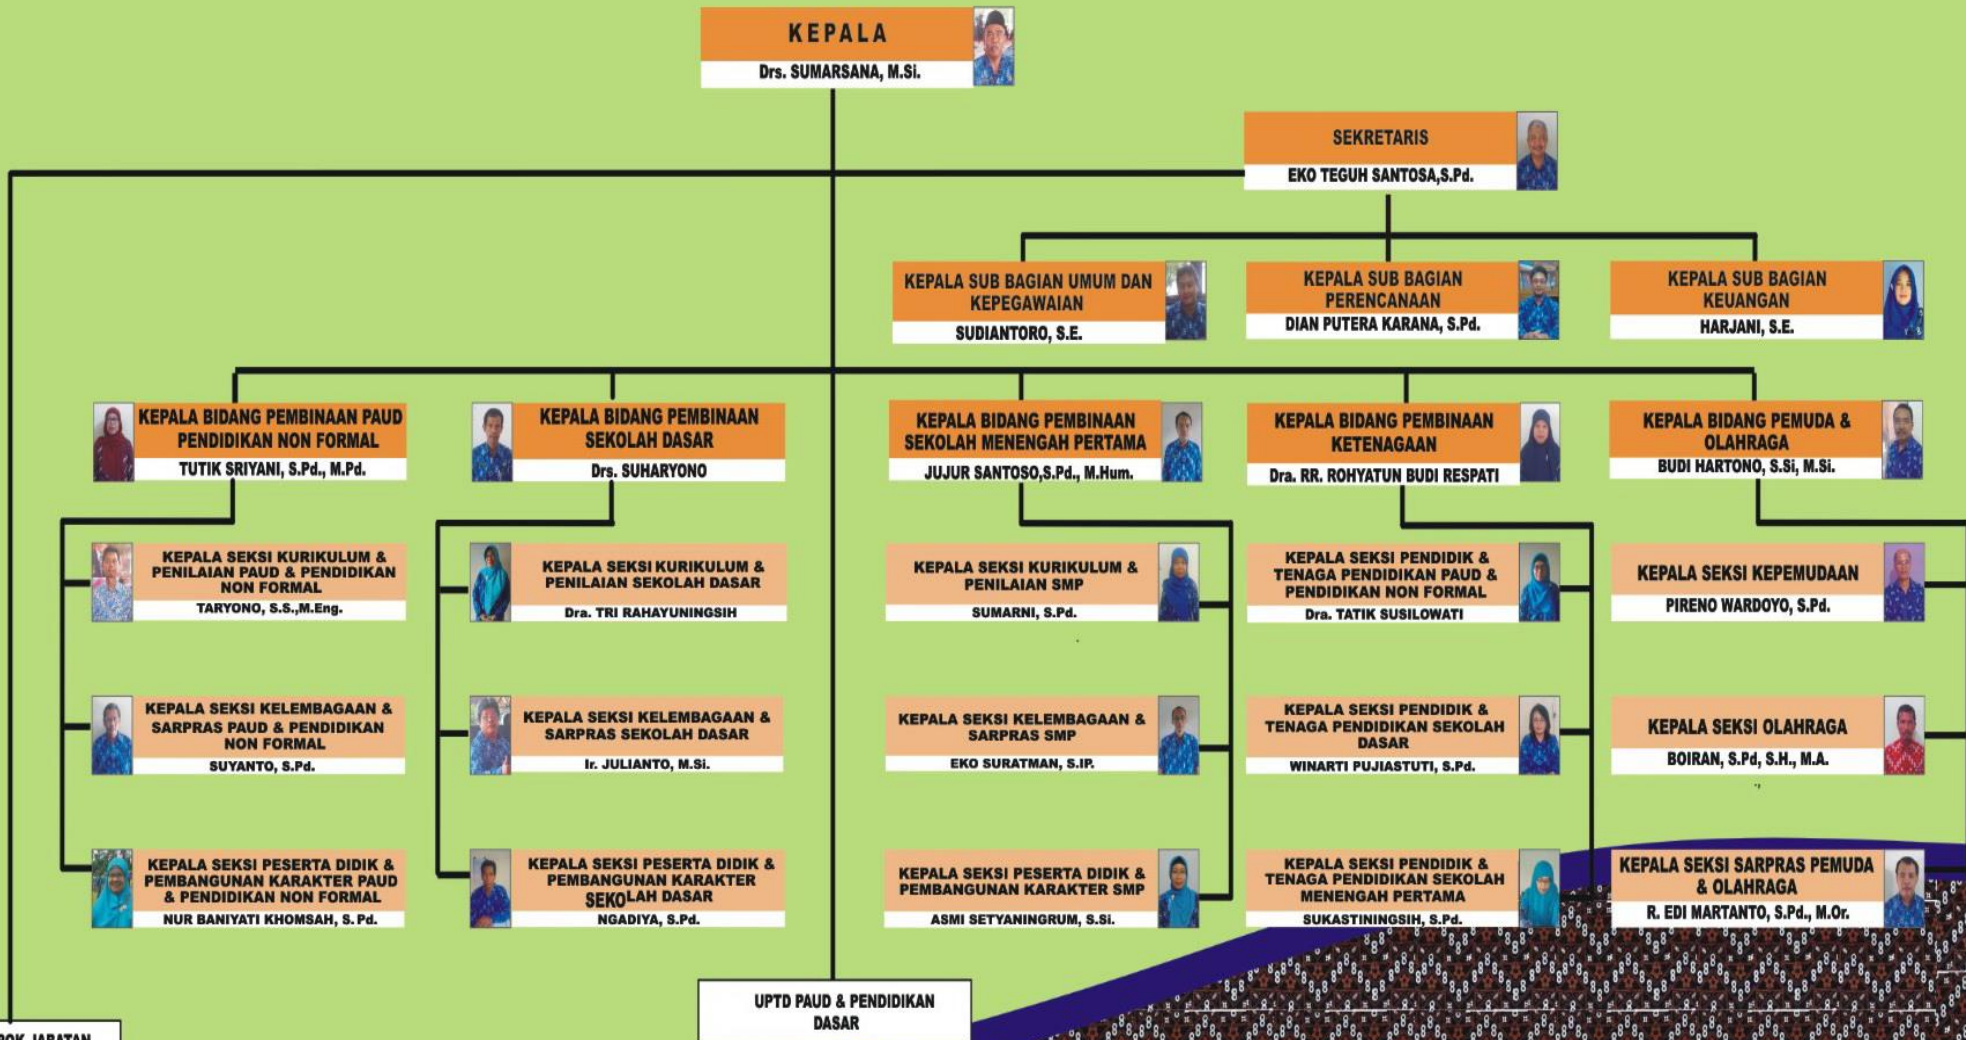 KEPALA
Drs. SUMARSANA, M.Si.
SEKRETARIS
EKO TEGUH SANTOSA,S.Pd.
KEPALA SUB BAGIAN UMUM DAN
KEPEGAWAIAN
SUDIANTORO, S.E.
KEPALA SUB BAGIAN
PERENCANAAN
DIAN PUTERA KARANA, S.Pd.
KEPALA SUB BAGIAN
KEUANGAN
HARJANI, S.E.
KEPALA BIDANG PEMBINAAN PAUD
PENDIDIKAN NON FORMAL
TUTIK SRIYANI, S.Pd., M.Pd.
KEPALA BIDANG PEMBINAAN
SEKOLAH DASAR
Drs. SUHARYONO
KEPALA BIDANG PEMBINAAN
SEKOLAH MENENGAH PERTAMA
JUJUR SANTOSO,S.Pd., M.Hum.
KEPALA BIDANG PEMBINAAN
KETENAGAAN
Dra. RR. ROHYATUN BUDI RESPATI
KEPALA BIDANG PEMUDA &
OLAHRAGA
BUDI HARTONO, S.Si, M.Si.
KEPALA SEKSI KURIKULUM &
PENILAIAN PAUD & PENDIDIKAN
NON FORMAL
TARYONO, S.S.,M.Eng.
KEPALA SEKSI KURIKULUM &
PENILAIAN SEKOLAH DASAR
Dra. TRI RAHAYUNINGSIH
KEPALA SEKSI KURIKULUM &
PENILAIAN SMP
SUMARNI, S.Pd.
KEPALA SEKSI PENDIDIK &
TENAGA PENDIDIKAN PAUD &
PENDIDIKAN NON FORMAL
Dra. TATIK SUSILOWATI
KEPALA SEKSI KEPEMUDAAN
PIRENO WARDOYO, S.Pd.
KEPALA SEKSI KELEMBAGAAN &
SARPRAS PAUD & PENDIDIKAN
NON FORMAL
SUYANTO, S.Pd.
KEPALA SEKSI KELEMBAGAAN &
SARPRAS SEKOLAH DASAR
Ir. JULIANTO, M.Si.
KEPALA SEKSI KELEMBAGAAN &
SARPRAS SMP
EKO SURATMAN, S.IP.
KEPALA SEKSI PENDIDIK &
TENAGA PENDIDIKAN SEKOLAH
DASAR
WINARTI PUJIASTUTI, S.Pd.
KEPALA SEKSI OLAHRAGA
BOIRAN, S.Pd, S.H., M.A.
KEPALA SEKSI PESERTA DIDIK &
PEMBANGUNAN KARAKTER PAUD
& PENDIDIKAN NON FORMAL
NUR BANIYATI KHOMSAH, S. Pd.
KEPALA SEKSI PESERTA DIDIK &
PEMBANGUNAN KARAKTER
SEKOLAH DASAR
NGADIYA, S.Pd.
KEPALA SEKSI PESERTA DIDIK &
PEMBANGUNAN KARAKTER SMP
ASMI SETYANINGRUM, S.Si.
KEPALA SEKSI PENDIDIK &
TENAGA PENDIDIKAN SEKOLAH
MENENGAH PERTAMA
SUKASTININGSIH, S.Pd.
KEPALA SEKSI SARPRAS PEMUDA
& OLAHRAGA
R. EDI MARTANTO, S.Pd., M.Or.
UPTD PAUD & PENDIDIKAN
DASAR
JABATAN